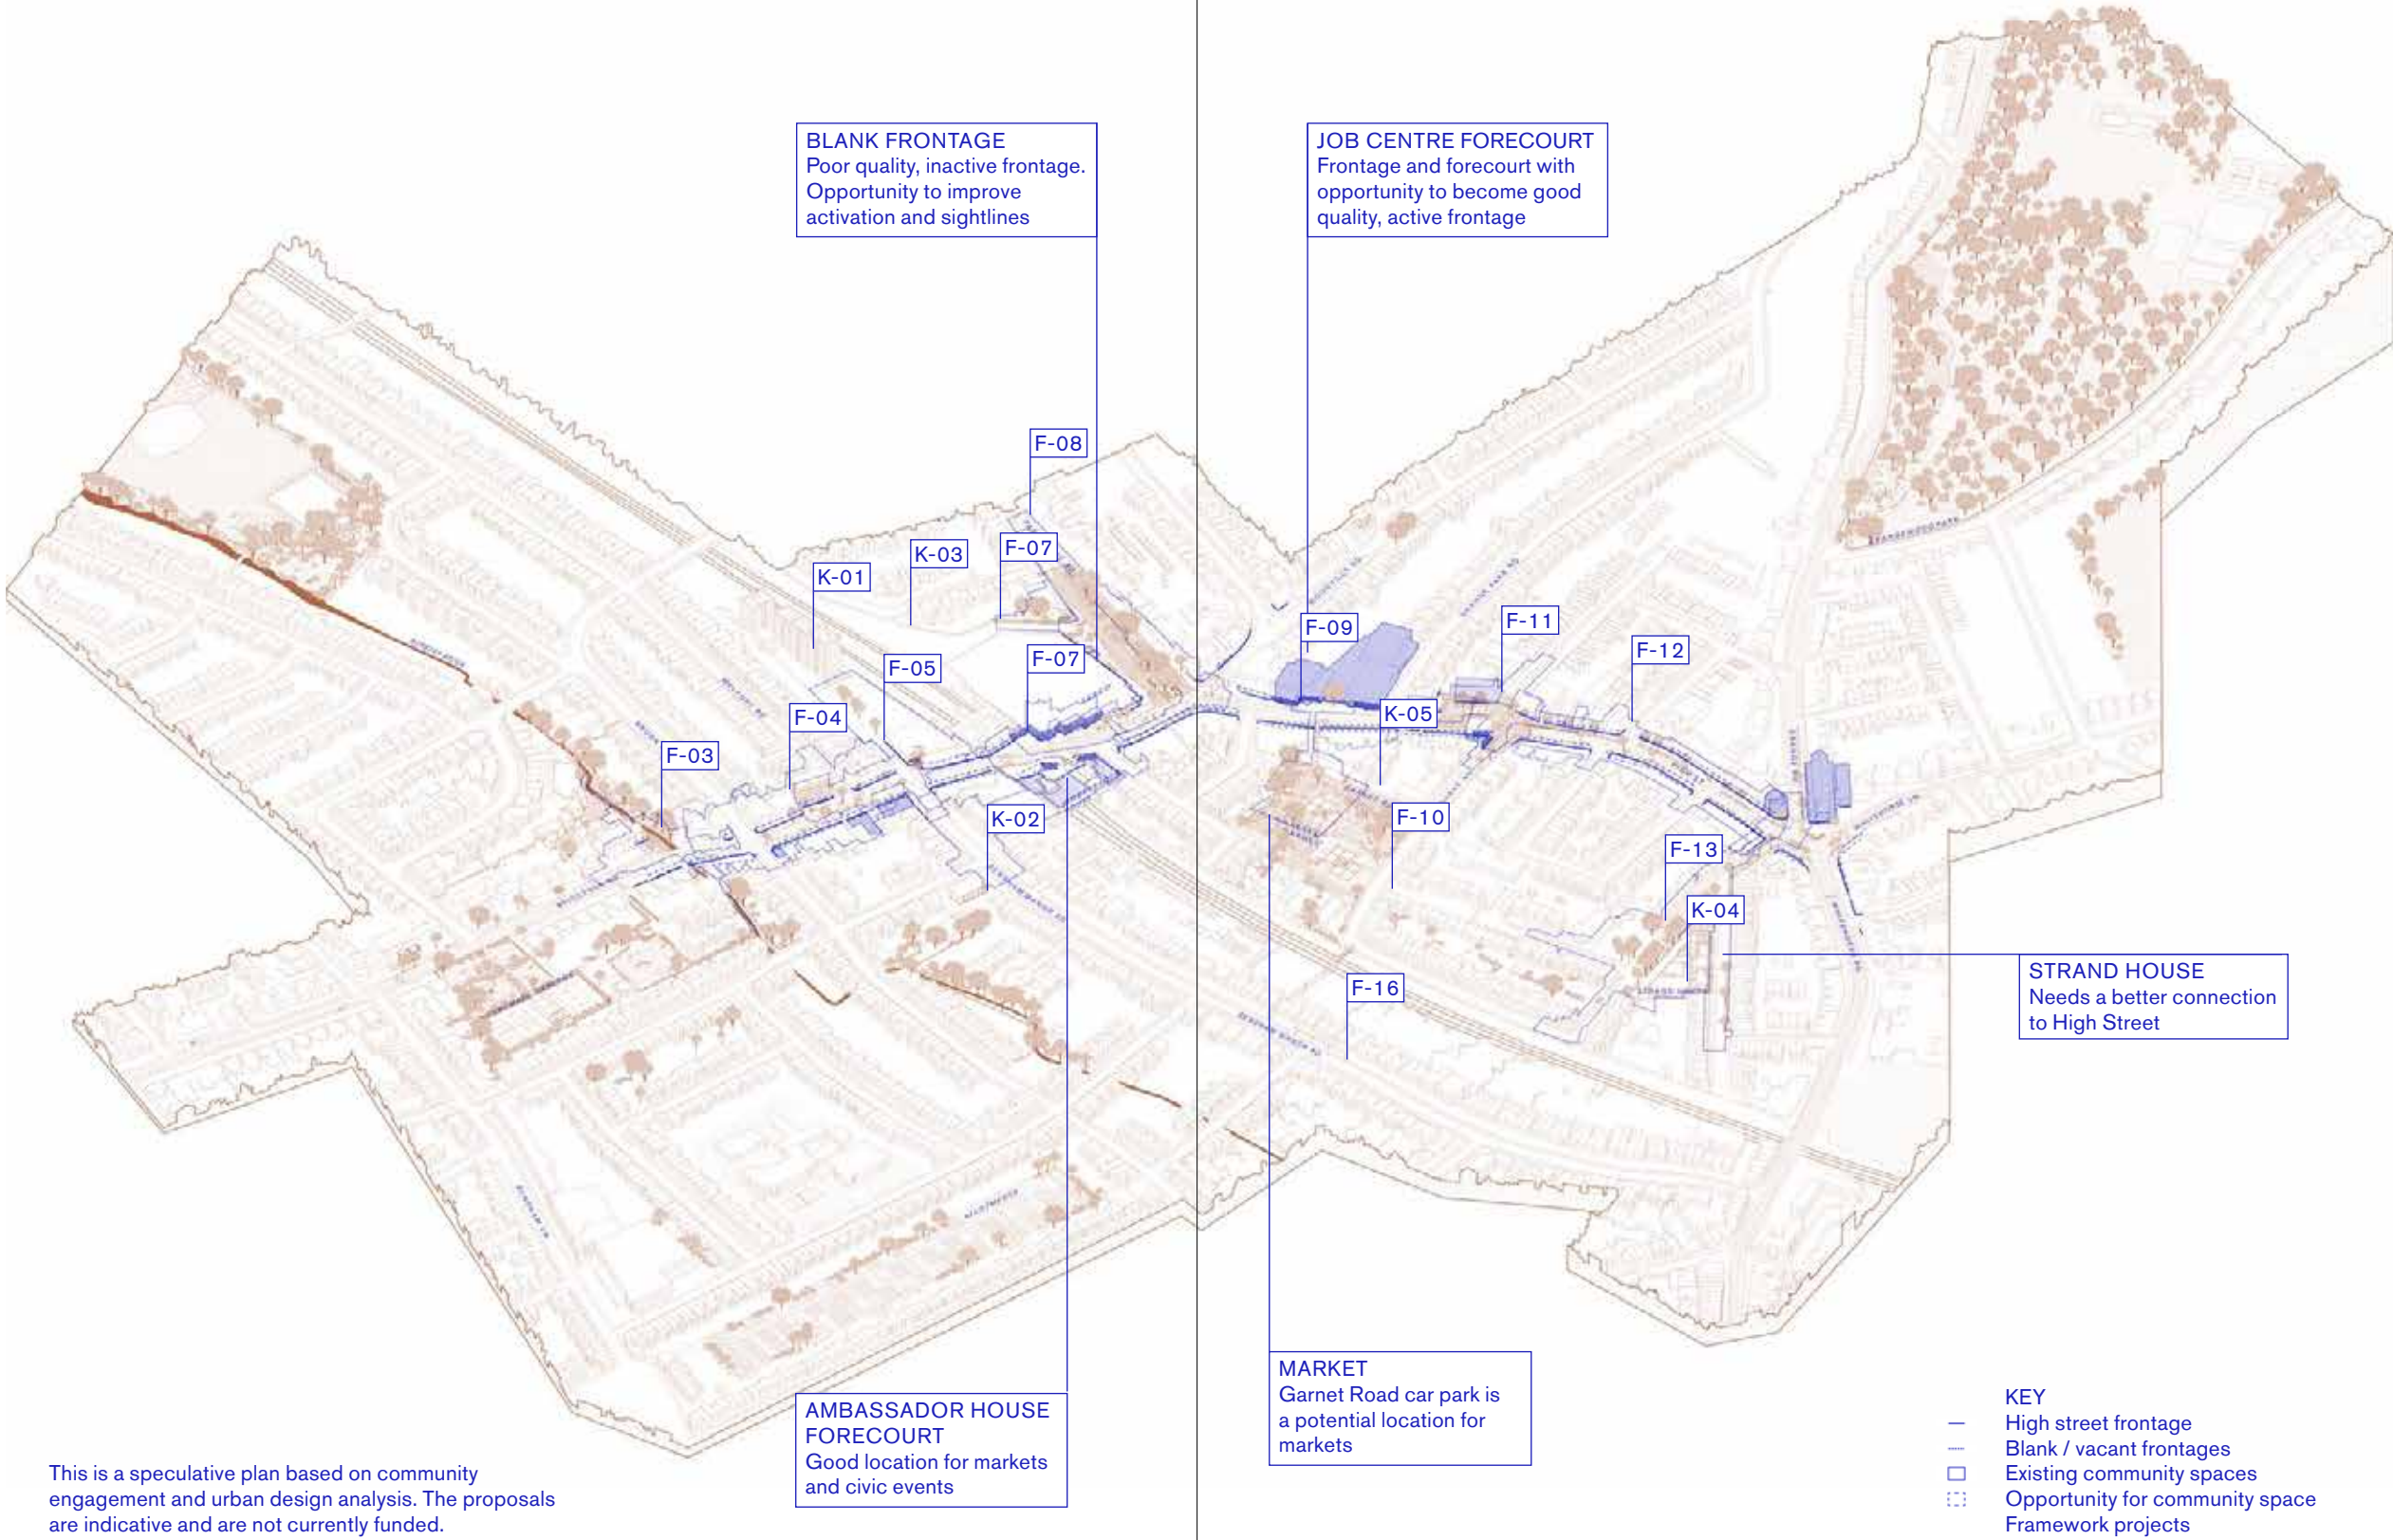 BLANK FRONTAGE
Poor quality, inactive frontage.
Opportunity to improve
activation and sightlines
JOB CENTRE FORECOURT
Frontage and forecourt with
opportunity to become good
quality, active frontage
F-08
K-03
F-07
K-01
F-09
F-11
F-12
F-05
F-07
F-04
K-05
F-03
K-02
F-10
F-13
K-04
F-16
STRAND HOUSE
Needs a better connection
to High Street
MARKET
Garnet Road car park is
a potential location for
markets
AMBASSADOR HOUSE
FORECOURT
Good location for markets
and civic events
This is a speculative plan based on community
engagement and urban design analysis. The proposals
are indicative and are not currently funded.
KEY
High street frontage
Blank / vacant frontages
Existing community spaces
Opportunity for community space
Framework projects
ALLOTMENTS